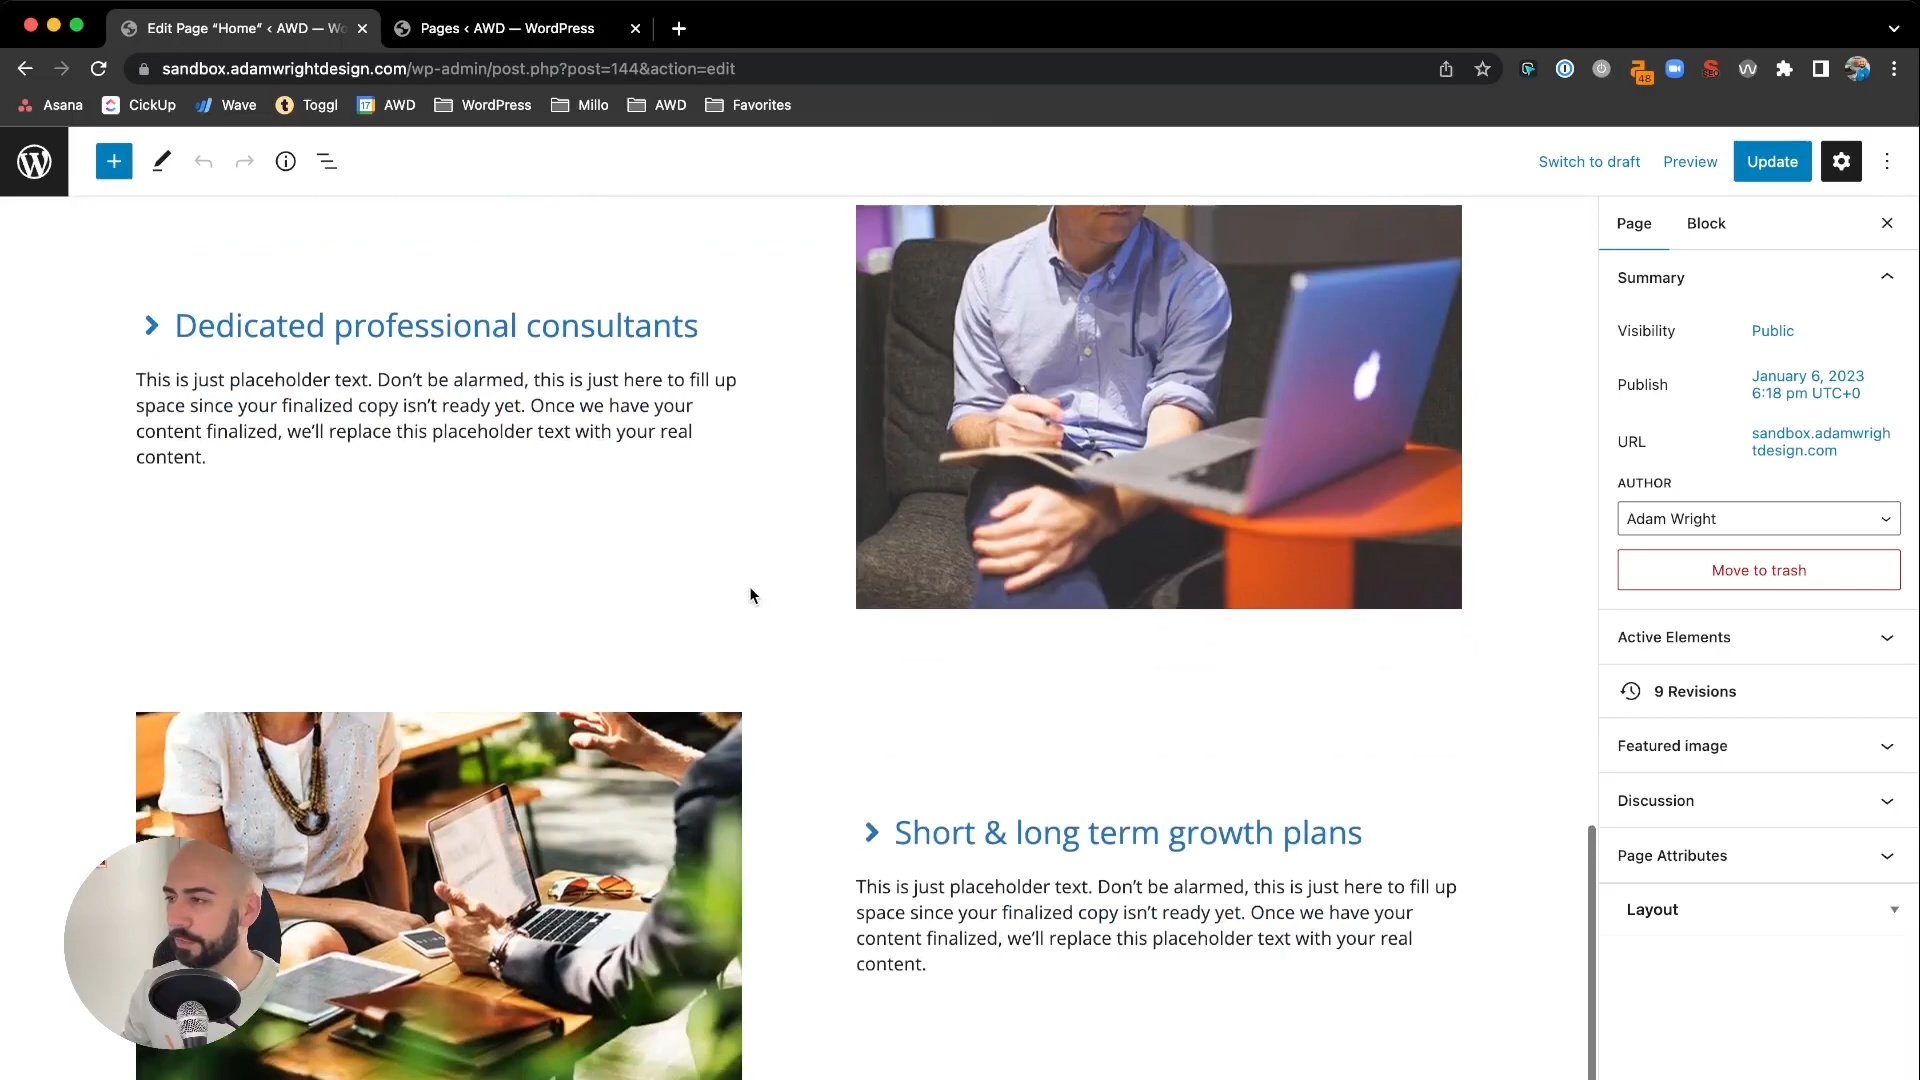 Edit Page “Home” ‹ AWD — Wo
Pages ‹ AWD — WordPress
sandbox.adamwrightdesign.com/wp-admin/post.php?post=144&action=edit
48
SEO
Asana
CickUp
Wave
Toggl
17
AWD
WordPress
Millo
AWD
Favorites
Switch to draft
Preview
Update
Dedicated professional consultants
This is just placeholder text. Don’t be alarmed, this is just here to fill up
space since your finalized copy isn’t ready yet. Once we have your
content finalized, we’ll replace this placeholder text with your real
content.
Short & long term growth plans
This is just placeholder text. Don’t be alarmed, this is just here to fill up
space since your finalized copy isn’t ready yet. Once we have your
content finalized, we’ll replace this placeholder text with your real
content.
Page
Block
Summary
Visibility
Public
Publish
January 6, 2023
6:18 pm UTC+0
URL
sandbox.adamwrigh
tdesign.com
AUTHOR
Adam Wright
Move to trash
Active Elements
9 Revisions
Featured image
Discussion
Page Attributes
Layout